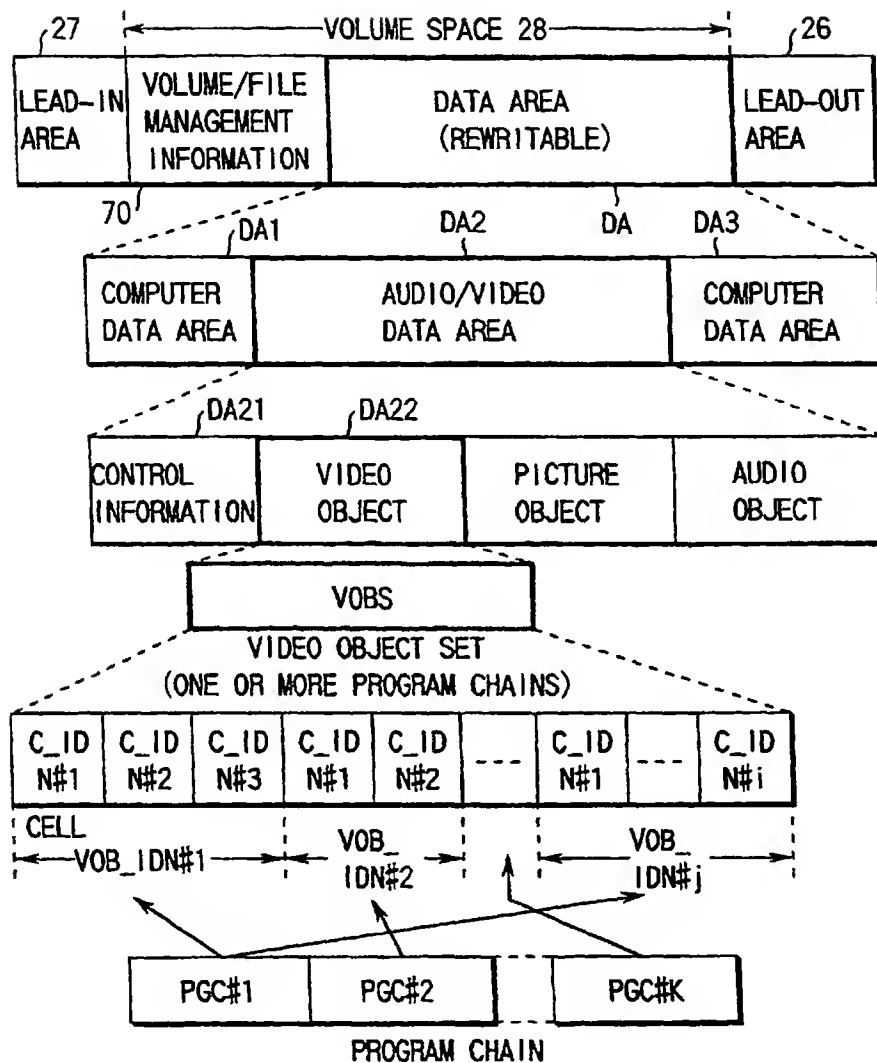 27
VOLUME SPACE 28
26
LEAD-IN
AREA
VOLUME/FILE
MANAGEMENT
INFORMATION
DATA AREA
(REWRITABLE)
LEAD-OUT
AREA
70
DA1
DA2
DA
DA3
COMPUTER
DATA AREA
AUDIO/VIDEO
DATA AREA
COMPUTER
DATA AREA
DA21
DA22
CONTROL
INFORMATION
VIDEO
OBJECT
PICTURE
OBJECT
AUDIO
OBJECT
VOBS
VIDEO OBJECT SET
(ONE OR MORE PROGRAM CHAINS)
C_ID
N#1
C_ID
N#2
C_ID
N#3
C_ID
N#1
C_ID
N#2
----
C_ID
N#1
----
C_ID
N#i
CELL
VOB_IDN#1
VOB_
IDN#2
VOB_
IDN#j
PGC#1
PGC#2
PGC#K
PROGRAM CHAIN